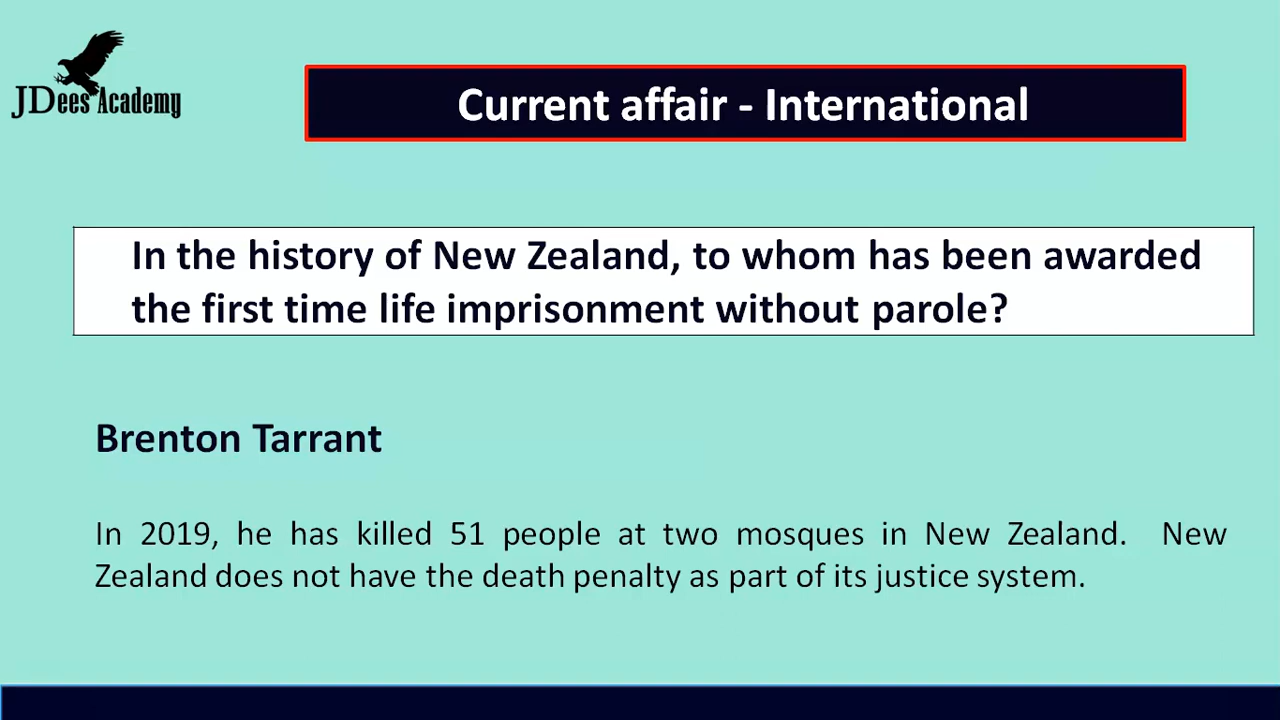 JDees Academy
Current affair - International
In the history of New Zealand, to whom has been awarded
the first time life imprisonment without parole?
Brenton Tarrant
In 2019, he has killed 51 people at two mosques in New Zealand. New
Zealand does not have the death penalty as part of its justice system.